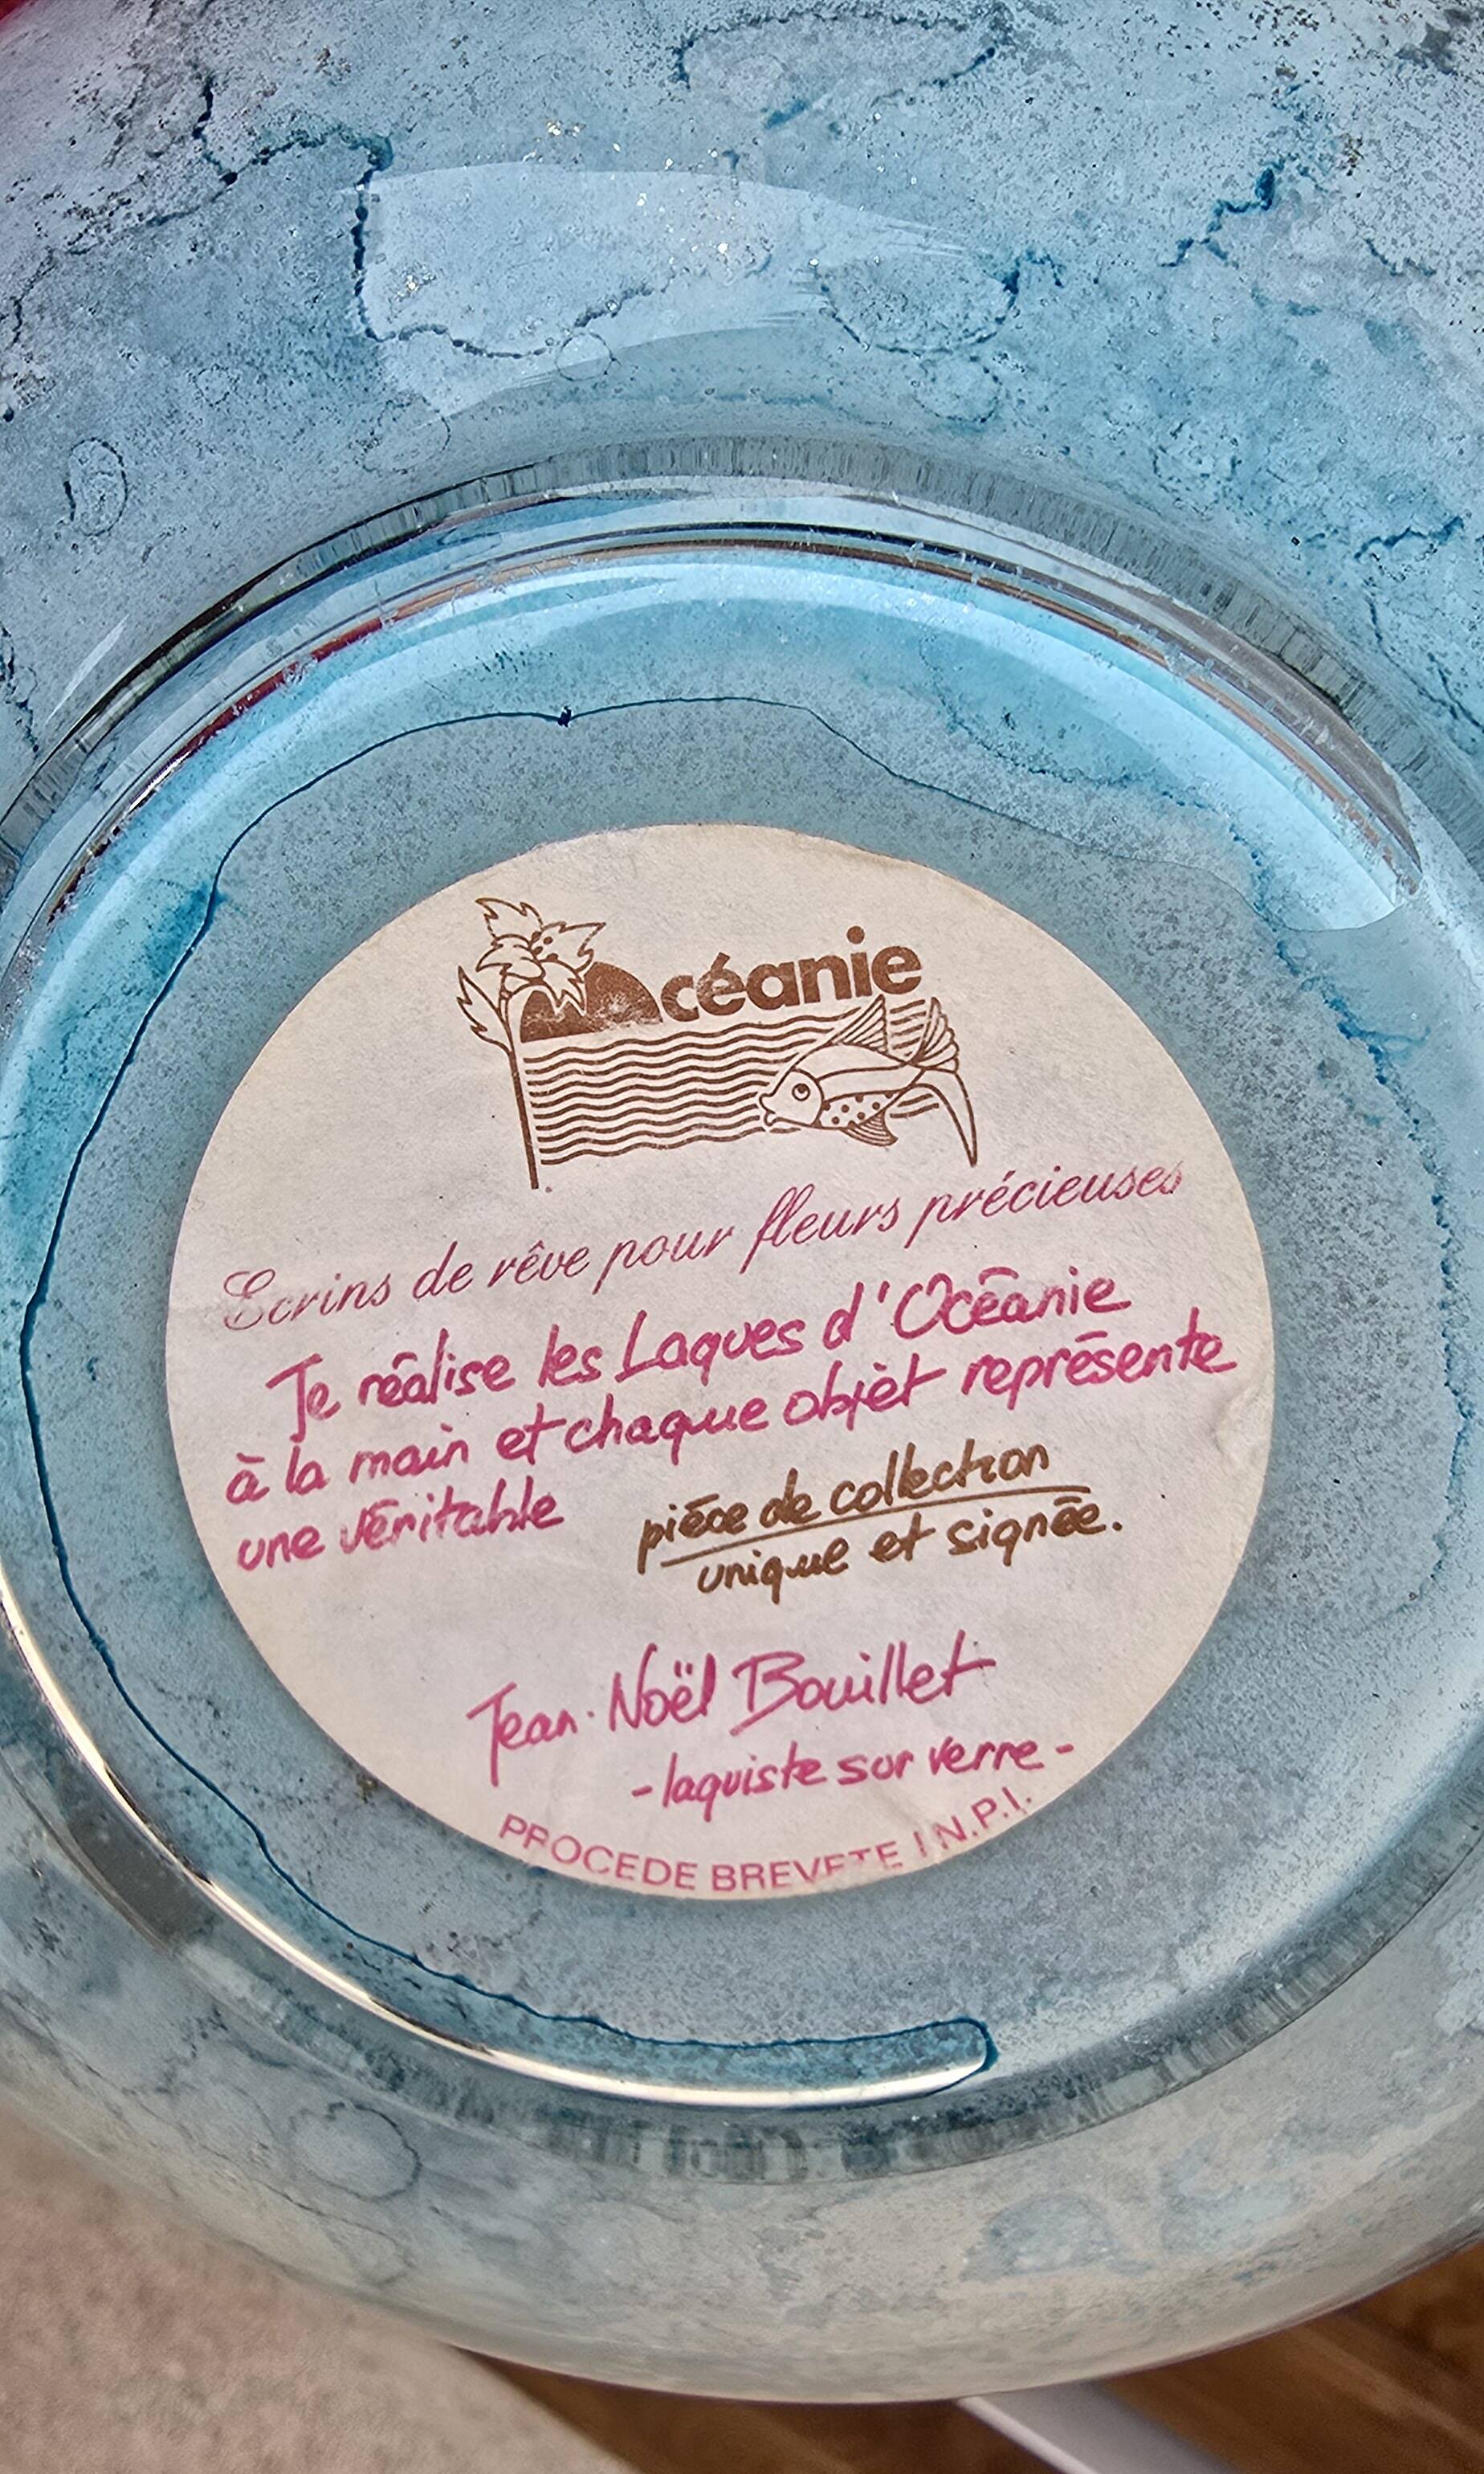 Océanie
Ecrins de rêve pour fleurs précieuses
Je réalise les Laques d'Océanie
à la main et chaque objèt représente
une véritable pièce de collection
unique et signée.
Jean-Noël Bouillet
- laquiste sur verre -
PROCEDE BREVETE I.N.P.I.